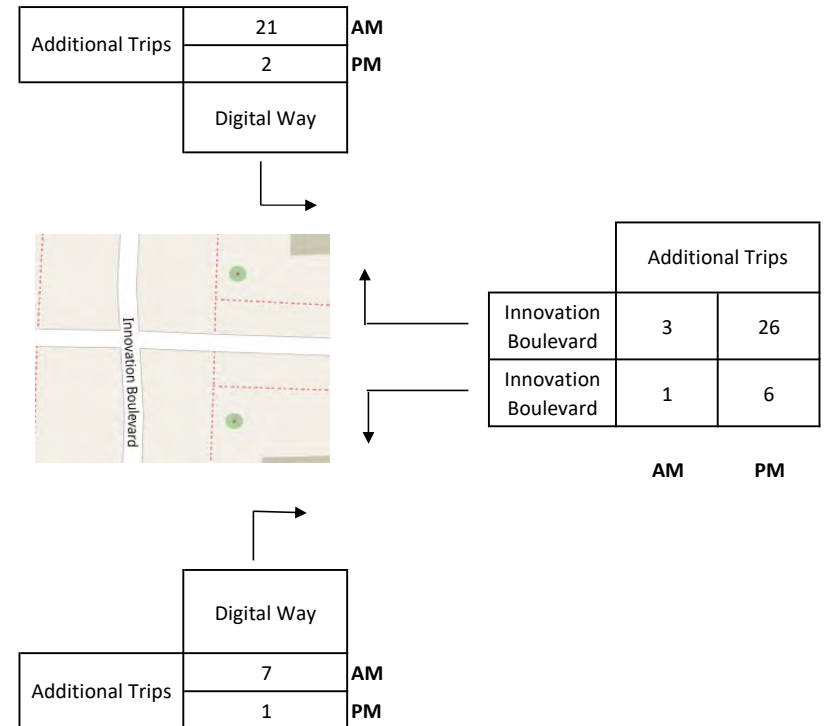 Additional Trips 21 AM
2 PM
Digital Way
Additional Trips
Innovation Boulevard 3 26
Innovation Boulevard 1 6
AM PM
Innovation Boulevard
Digital Way
Additional Trips 7 AM
1 PM